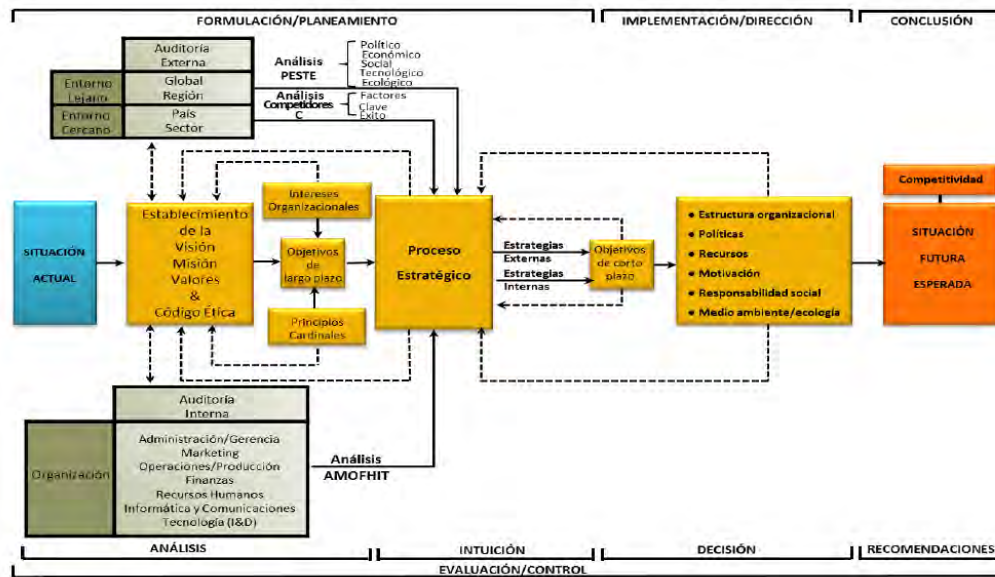 FORMULACIÓN/PLANEAMIENTO
IMPLEMENTACIÓN/DIRECCIÓN
CONCLUSIÓN
Auditoría
Externa
Entorno
Lejano
Global
Región
Entorno
Cercano
País
Sector
Análisis
PESTE
Político
Económico
Social
Tecnológico
Ecológico
Análisis
Competidores
C
Factores
Clave
Éxito
SITUACIÓN
ACTUAL
Establecimiento
de la
Visión
Misión
Valores
&
Código Ética
Intereses
Organizacionales
Objetivos
de
largo plazo
Principios
Cardinales
Proceso
Estratégico
Estrategias
Externas
Estrategias
Internas
Objetivos
de corto
plazo
• Estructura organizacional
• Políticas
• Recursos
• Motivación
• Responsabilidad social
• Medio ambiente/ecología
Competitividad
SITUACIÓN
FUTURA
ESPERADA
Auditoría
Interna
Organización
Administración/Gerencia
Marketing
Operaciones/Producción
Finanzas
Recursos Humanos
Informática y Comunicaciones
Tecnología (I&D)
Análisis
AMOFHIT
ANÁLISIS
INTUICIÓN
DECISIÓN
RECOMENDACIONES
EVALUACIÓN/CONTROL